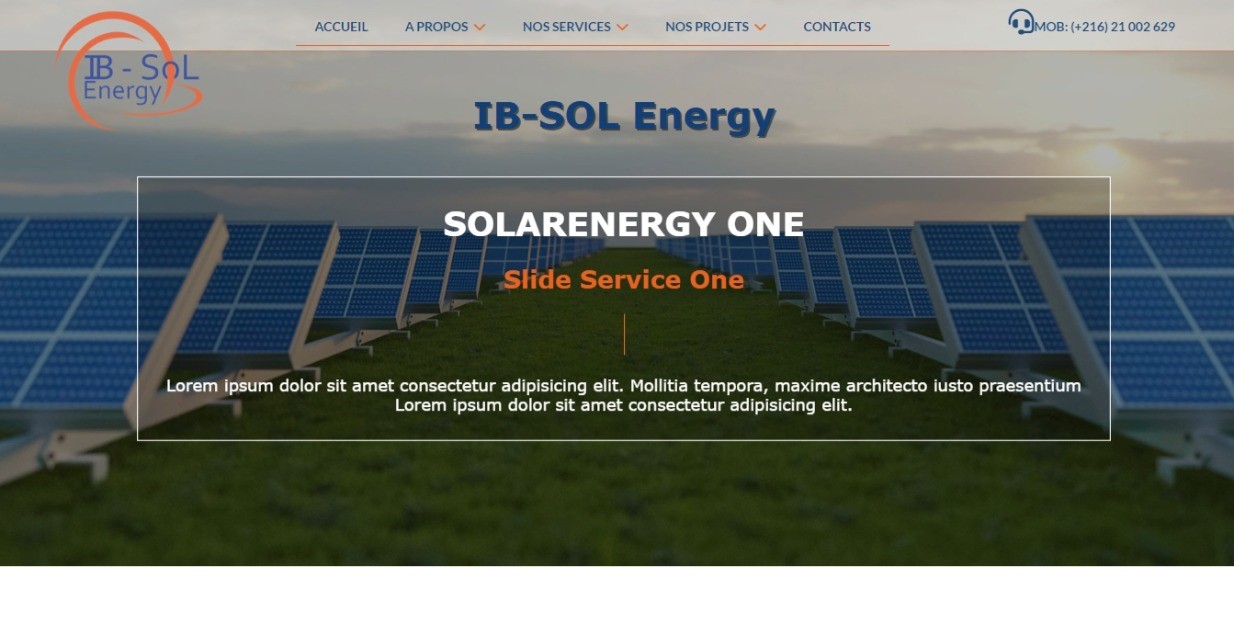 ACCUEIL
A PROPOS
NOS SERVICES
NOS PROJETS
CONTACTS
MOB: (+216) 21 002 629
IB - SoL
Energy
IB-SOL Energy
SOLARENERGY ONE
Slide Service One
Lorem ipsum dolor sit amet consectetur adipisicing elit. Mollitia tempora, maxime architecto iusto praesentium
Lorem ipsum dolor sit amet consectetur adipisicing elit.